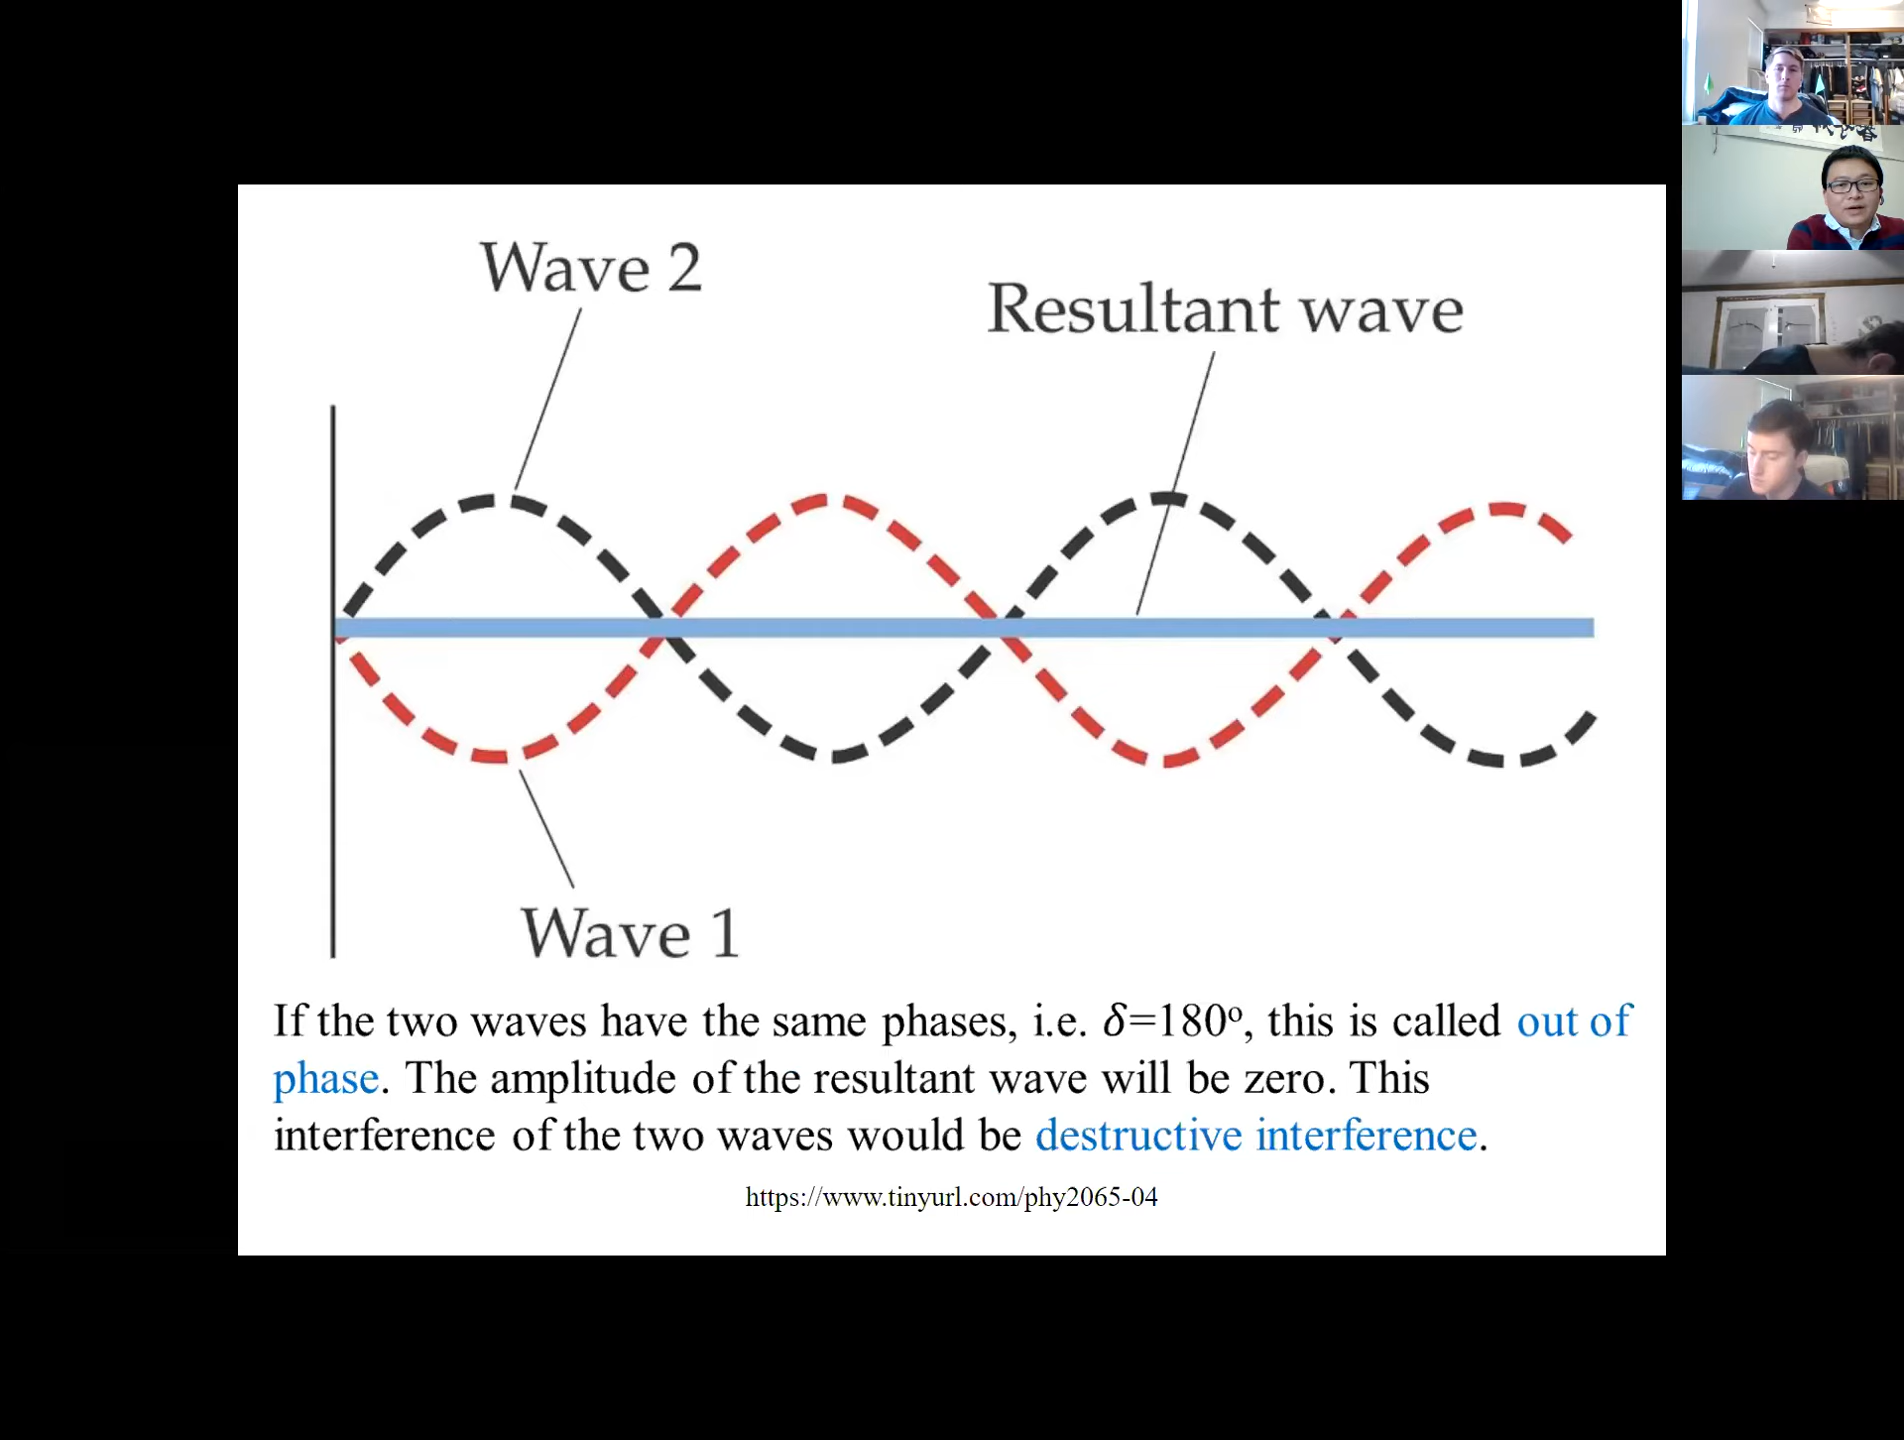 Wave 2
Resultant wave
Wave 1
If the two waves have the same phases, i.e. δ=180º, this is called out of
phase. The amplitude of the resultant wave will be zero. This
interference of the two waves would be destructive interference.
https://www.tinyurl.com/phy2065-04